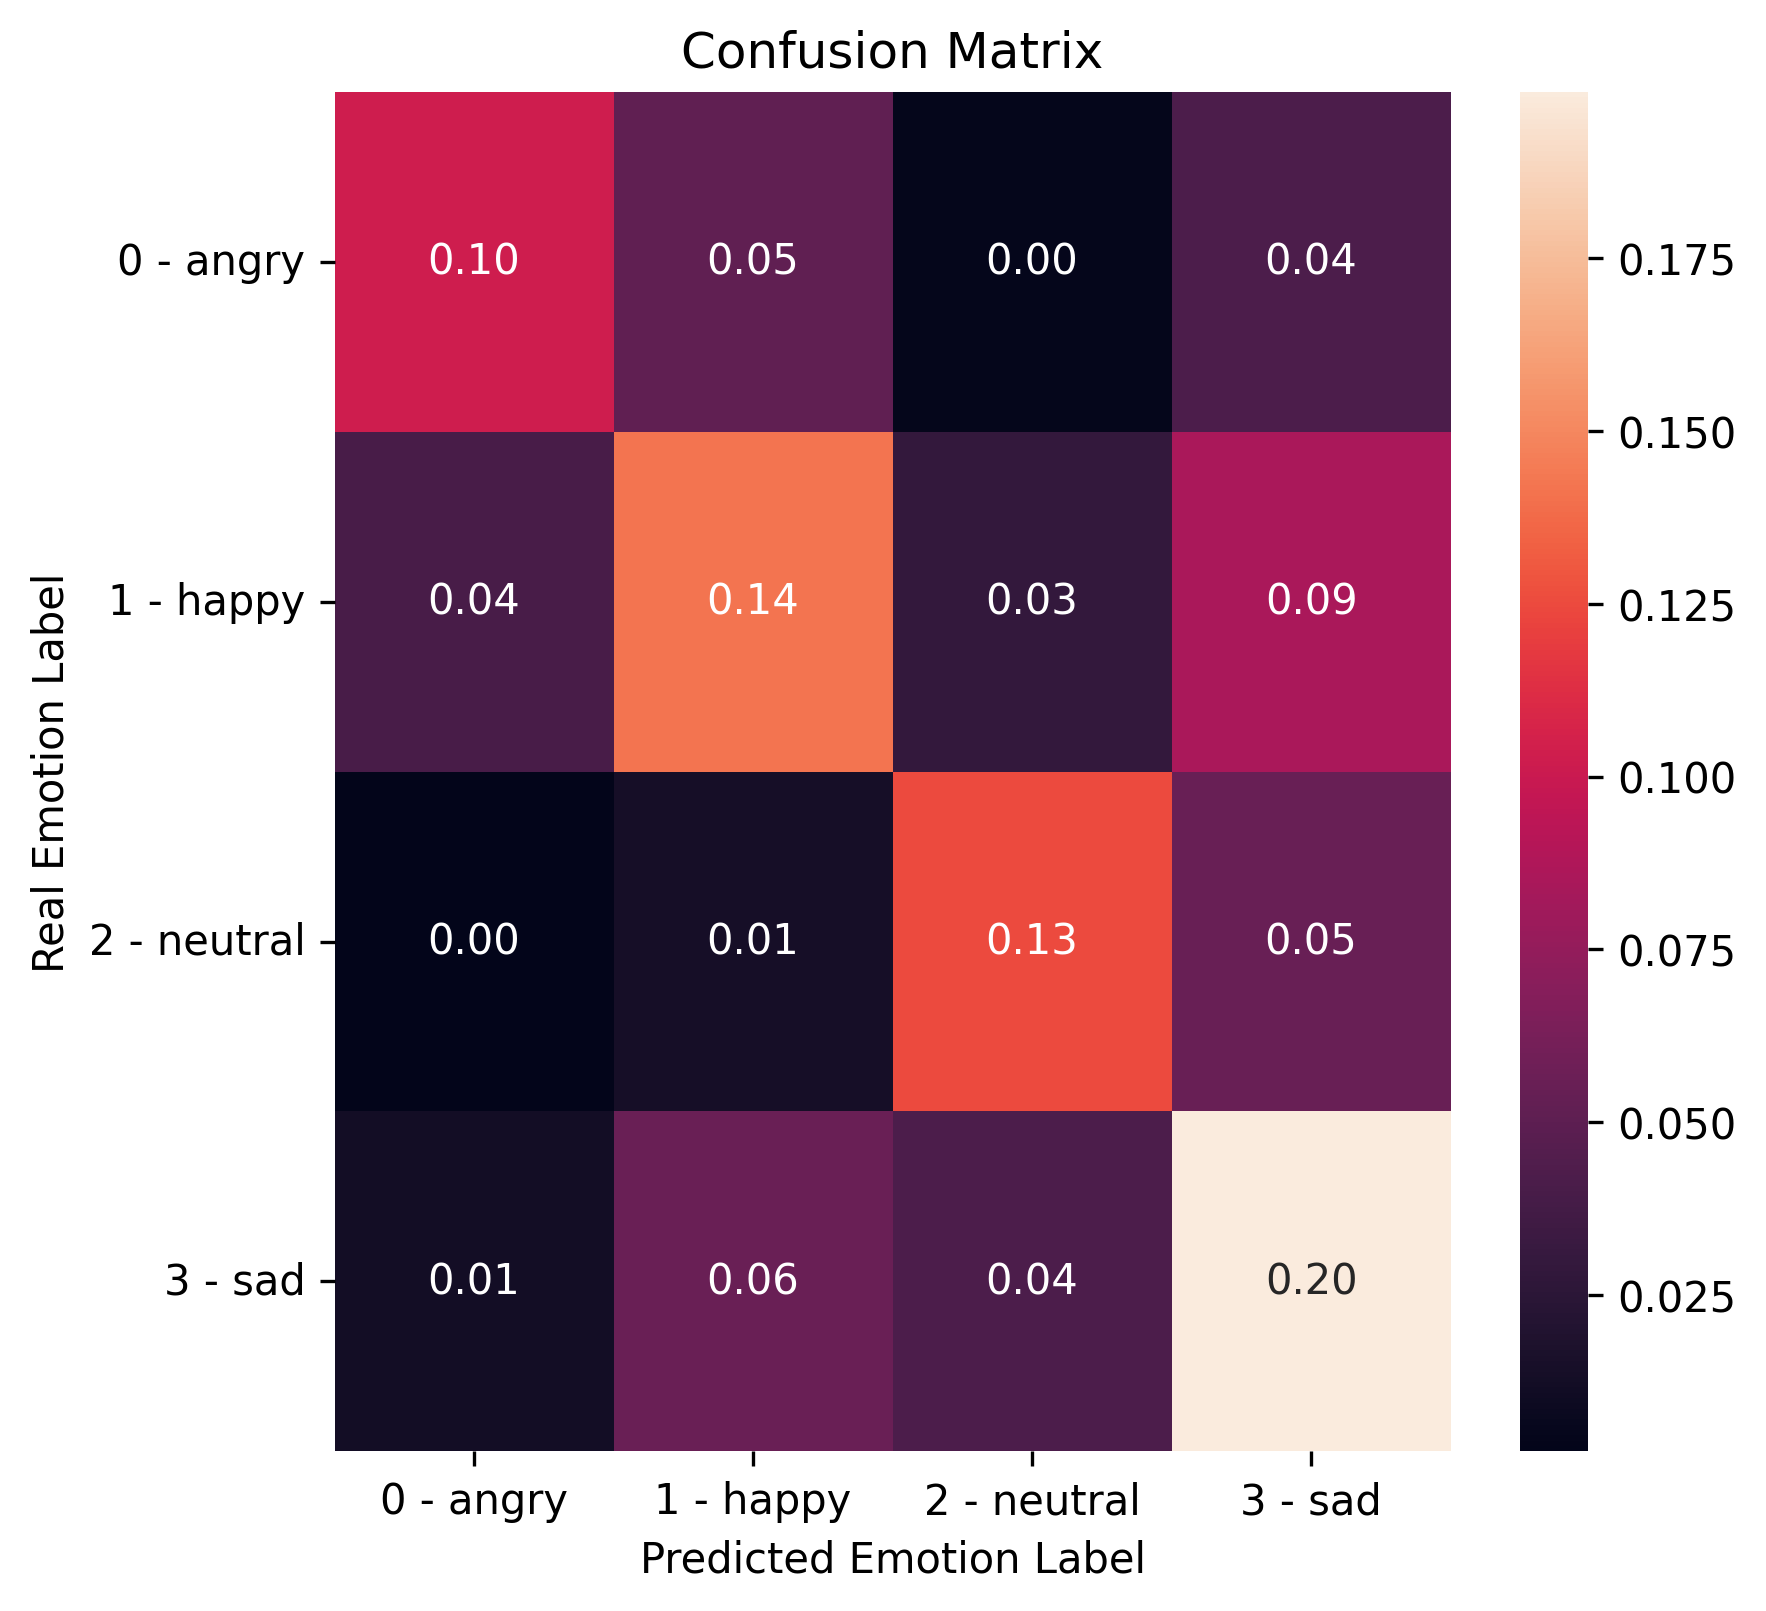 Confusion Matrix
Real Emotion Label
0 - angry
0.10 0.05 0.00 0.04
1 - happy
0.04 0.14 0.03 0.09
2 - neutral
0.00 0.01 0.13 0.05
3 - sad
0.01 0.06 0.04 0.20
0 - angry 1 - happy 2 - neutral 3 - sad
Predicted Emotion Label
0.175
0.150
0.125
0.100
0.075
0.050
0.025